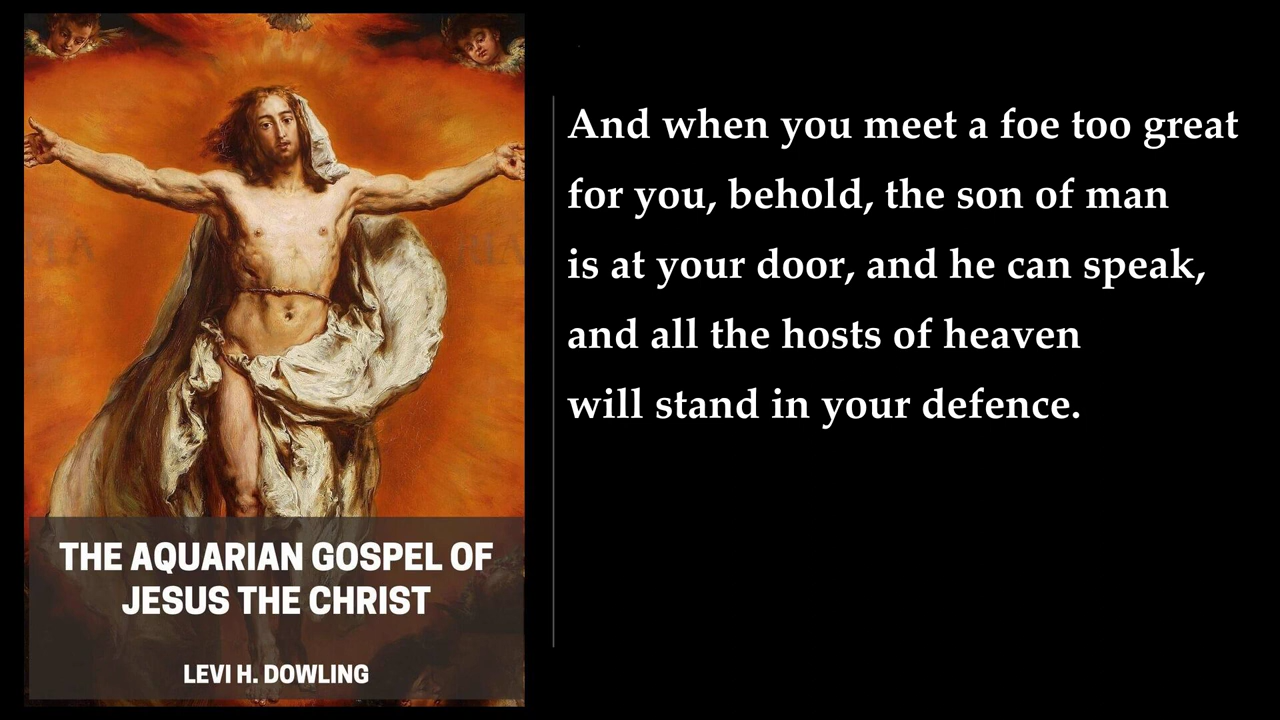 THE AQUARIAN GOSPEL OF
JESUS THE CHRIST
LEVI H. DOWLING
And when you meet a foe too great
for you, behold, the son of man
is at your door, and he can speak,
and all the hosts of heaven
will stand in your defence.